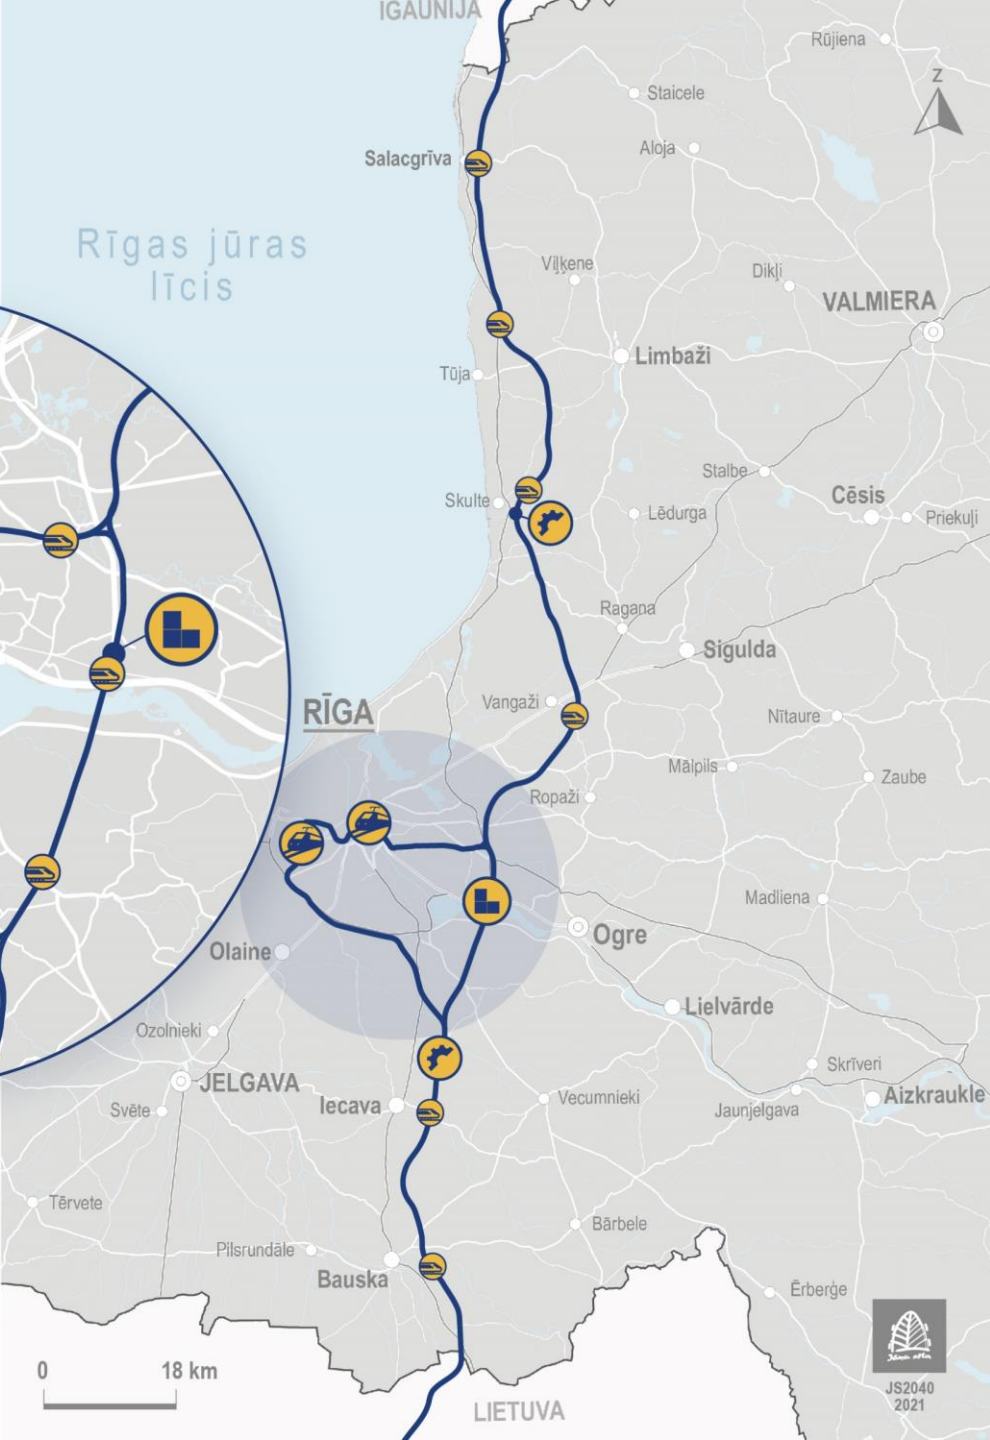 IGAUNIJA
Rūjiena
Z
Staicele
Aloja
Salacgrīva
Rīgas jūras
līcis
Viļķene
Dikļi
VALMIERA
Limbaži
Tūja
Stalbe
Cēsis
Skulte
Lēdurga
Priekuļi
Ragana
Sigulda
Vangaži
RĪGA
Nītaure
Mālpils
Zaube
Ropaži
Madliena
Ogre
Olaine
Lielvārde
Ozolnieki
Skrīveri
JELGAVA
Aizkraukle
Iecava
Vecumnieki
Svēte
Jaunjelgava
Tērvete
Bārbele
Pilsrundāle
Bauska
Ērberģe
0 18 km
JS2040
2021
LIETUVA